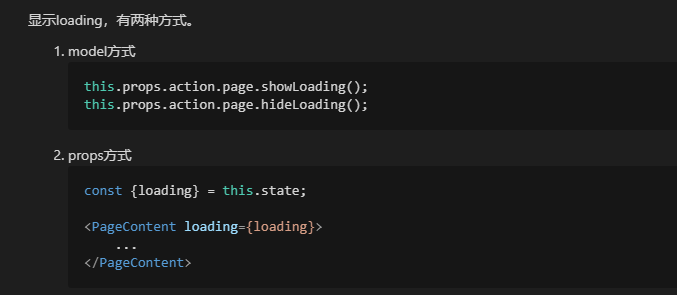 显示loading，有两种方式。
1. model方式
this.props.action.page.showLoading();
this.props.action.page.hideLoading();
2. props方式
const {loading} = this.state;
<PageContent loading={loading}>
...
</PageContent>